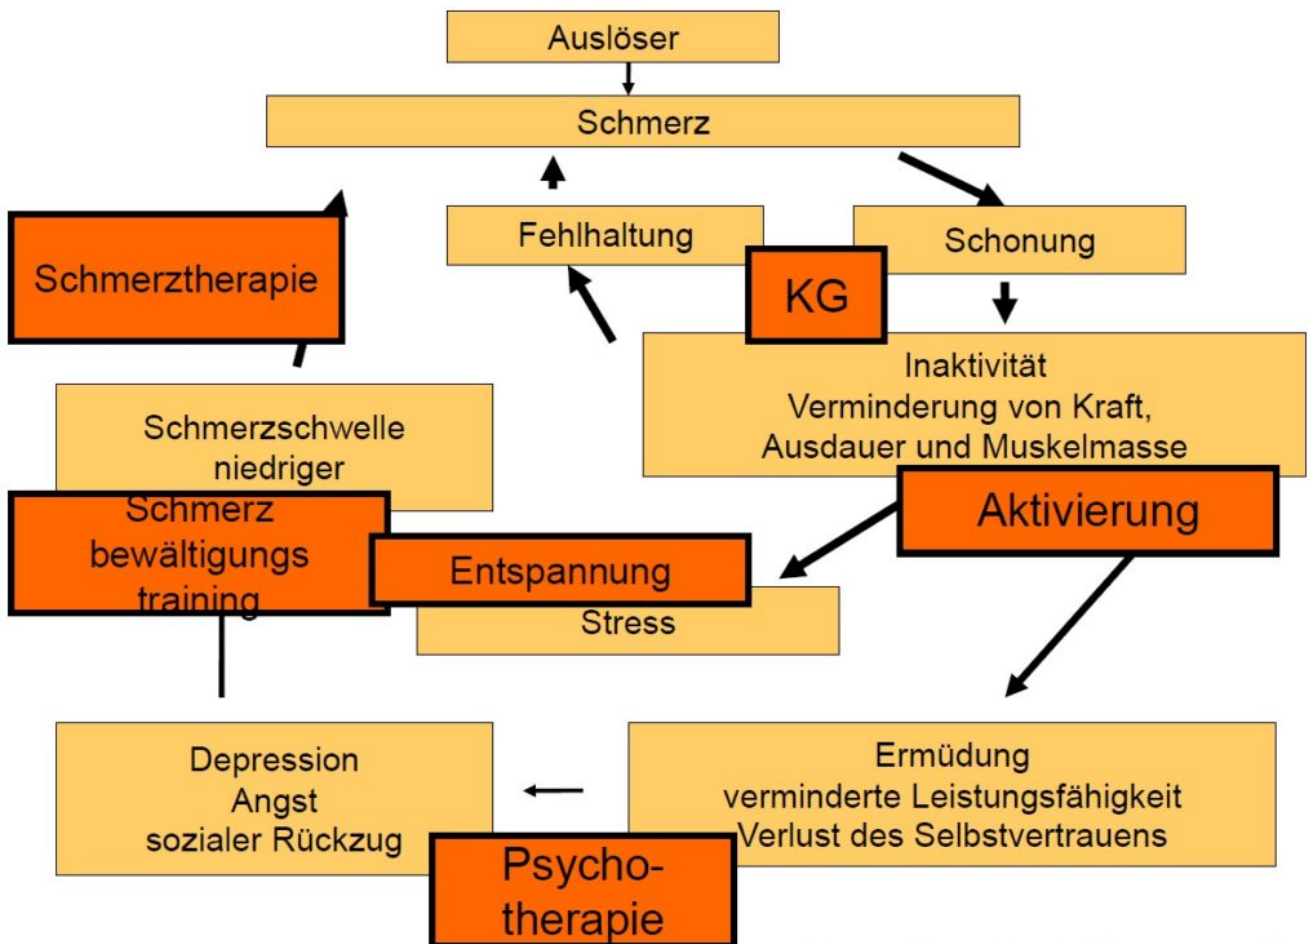 Auslöser
Schmerz
Fehlhaltung
Schonung
Schmerztherapie
KG
Inaktivität
Verminderung von Kraft,
Ausdauer und Muskelmasse
Schmerzschwelle
niedriger
Aktivierung
Schmerz
bewältigungs
training
Entspannung
Stress
Depression
Angst
sozialer Rückzug
Ermüdung
verminderte Leistungsfähigkeit
Verlust des Selbstvertrauens
Psycho-
therapie